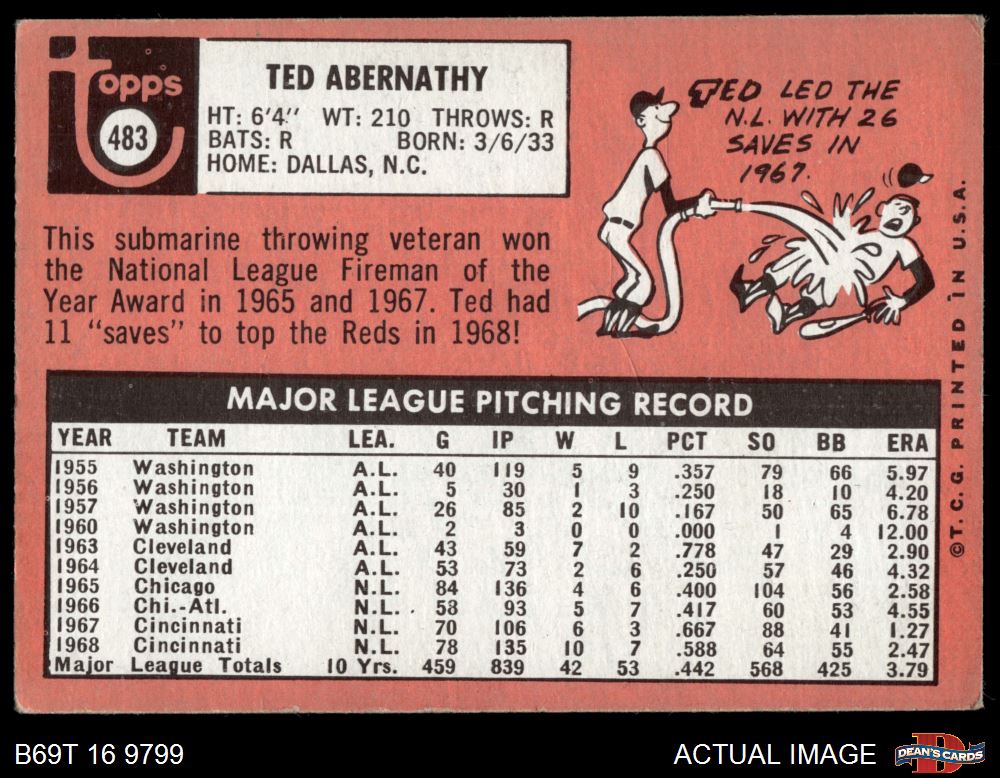 Topps
483
TED ABERNATHY
HT: 6'4" WT: 210 THROWS: R
BATS: R BORN: 3/6/33
HOME: DALLAS, N.C.
TED LED THE
N.L. WITH 26
SAVES IN
1967.
This submarine throwing veteran won
the National League Fireman of the
Year Award in 1965 and 1967. Ted had
11 "saves" to top the Reds in 1968!
MAJOR LEAGUE PITCHING RECORD
YEAR TEAM LEA. G IP W L PCT SO BB ERA
1955 Washington A.L. 40 119 5 9 .357 79 66 5.97
1956 Washington A.L. 5 30 1 3 .250 18 10 4.20
1957 Washington A.L. 26 85 2 10 .167 50 65 6.78
1960 Washington A.L. 2 3 0 0 .000 1 4 12.00
1963 Cleveland A.L. 43 59 7 2 .778 47 29 2.90
1964 Cleveland A.L. 53 73 2 6 .250 57 46 4.32
1965 Chicago N.L. 84 136 4 6 .400 104 56 2.58
1966 Chi.-Atl. N.L. 58 93 5 7 .417 60 53 4.55
1967 Cincinnati N.L. 70 106 6 3 .667 88 41 1.27
1968 Cincinnati N.L. 78 135 10 7 .588 64 55 2.47
Major League Totals 10 Yrs. 459 839 42 53 .442 568 425 3.79
©T.C.G. PRINTED IN U.S.A.
B69T 16 9799
ACTUAL IMAGE
DEAN'S CARDS